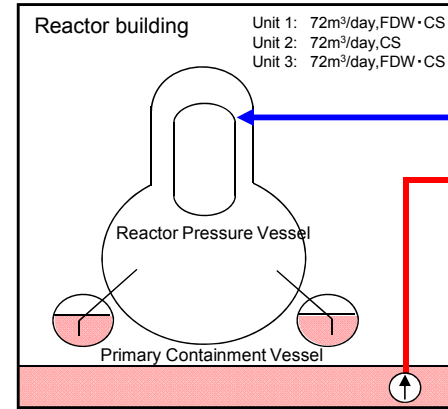 Reactor building
Unit 1: 72m³/day,FDW・CS
Unit 2: 72m³/day,CS
Unit 3: 72m³/day,FDW・CS
Reactor Pressure Vessel
Primary Containment Vessel